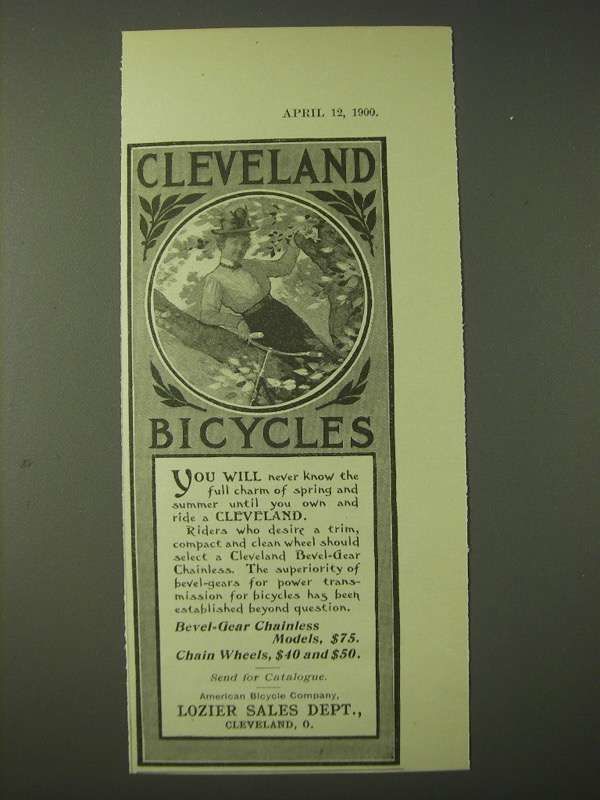 APRIL 12, 1900.
CLEVELAND
BICYCLES
YOU WILL never know the
full charm of spring and
summer until you own and
ride a CLEVELAND.
Riders who desire a trim,
compact and clean wheel should
select a Cleveland Bevel-Gear
Chainless. The superiority of
bevel-gears for power trans-
mission for bicycles has been
established beyond question.
Bevel-Gear Chainless
Models, $75.
Chain Wheels, $40 and $50.
Send for Catalogue.
American Bicycle Company,
LOZIER SALES DEPT.,
CLEVELAND, O.